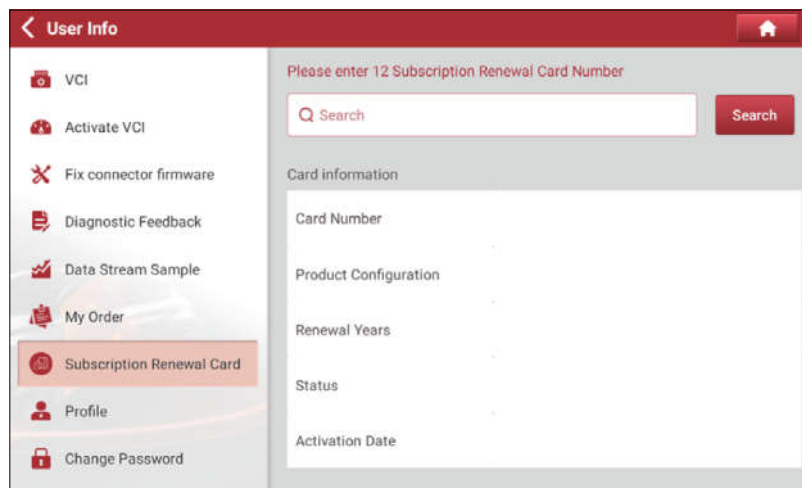 User Info
VCI
Activate VCI
Fix connector firmware
Diagnostic Feedback
Data Stream Sample
My Order
Subscription Renewal Card
Profile
Change Password
Please enter 12 Subscription Renewal Card Number
Search
Search
Card information
Card Number
Product Configuration
Renewal Years
Status
Activation Date